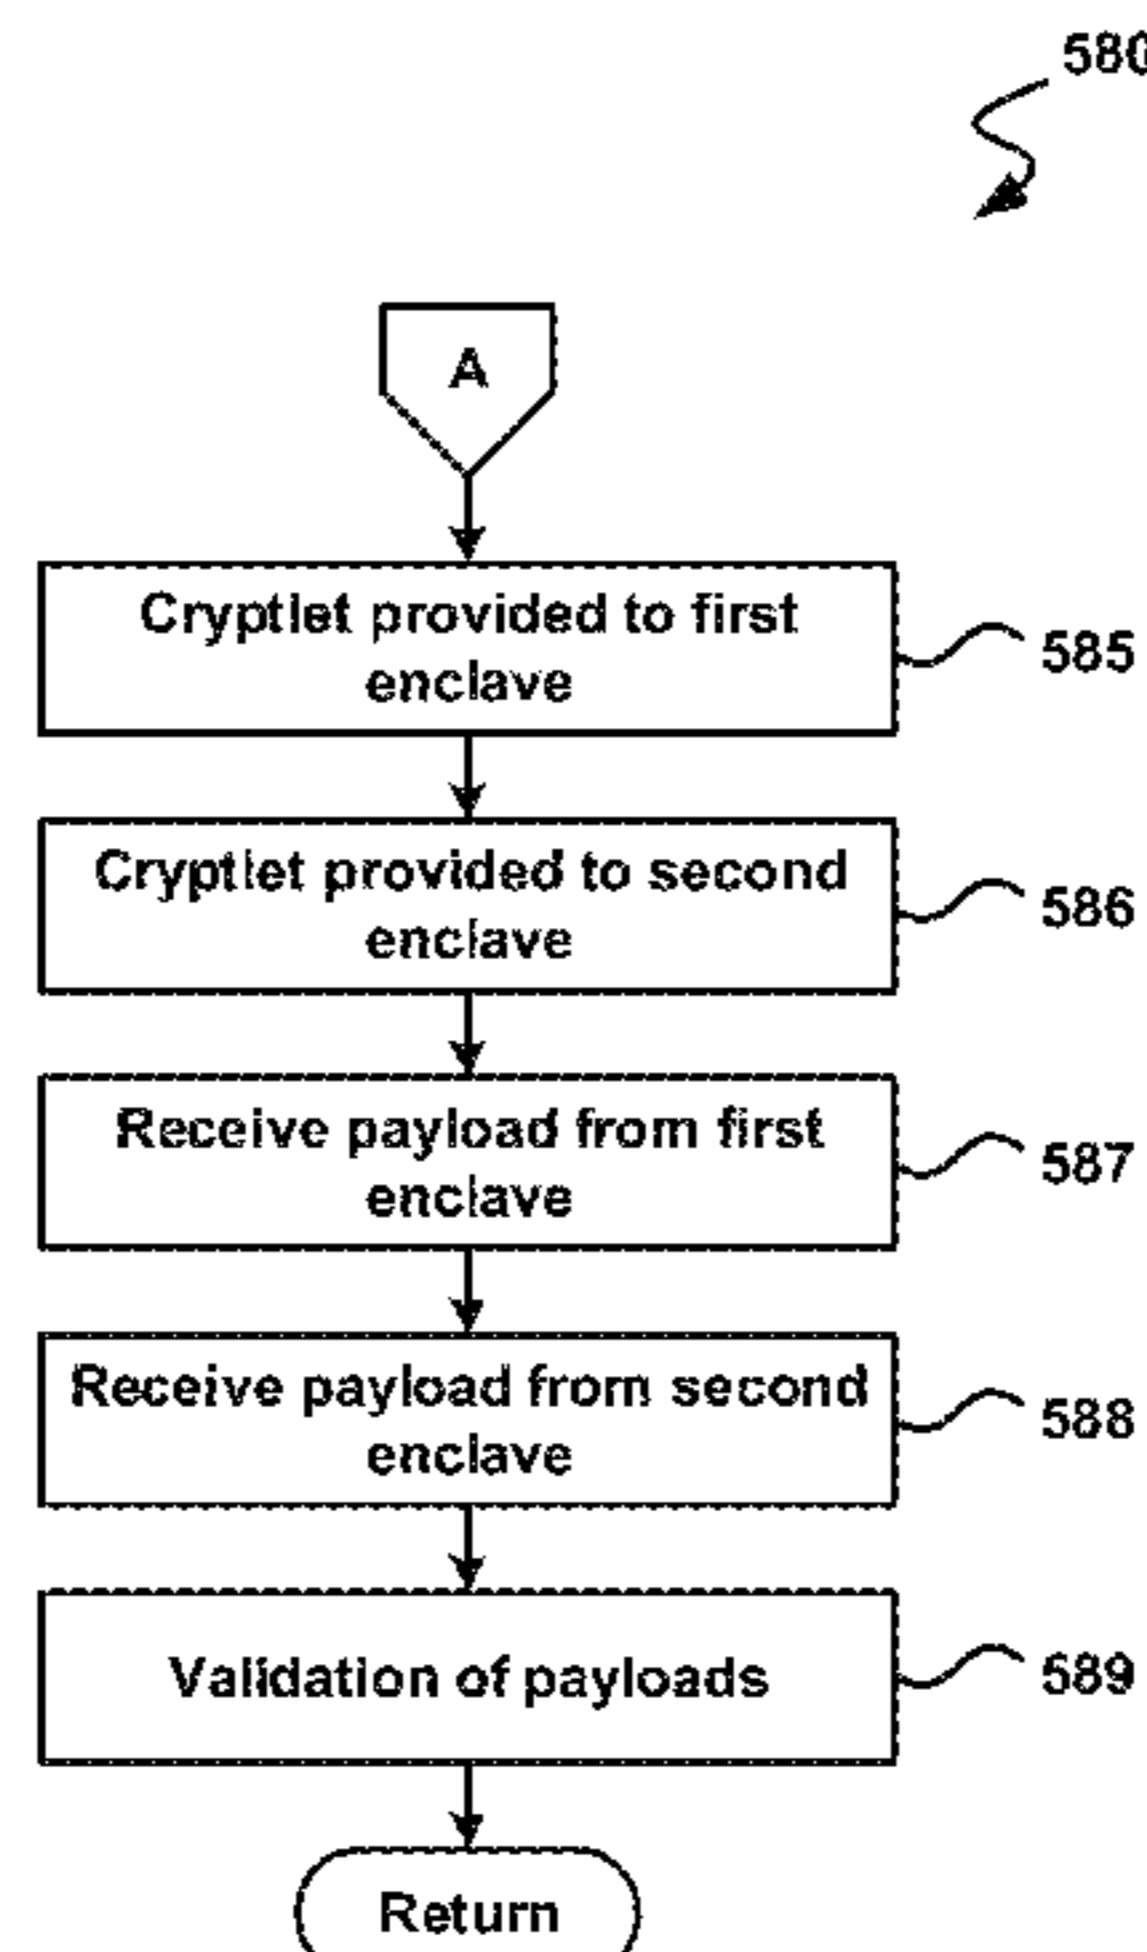 580
A
Cryptlet provided to first
enclave
585
Cryptlet provided to second
enclave
586
Receive payload from first
enclave
587
Receive payload from second
enclave
588
Validation of payloads
589
Return